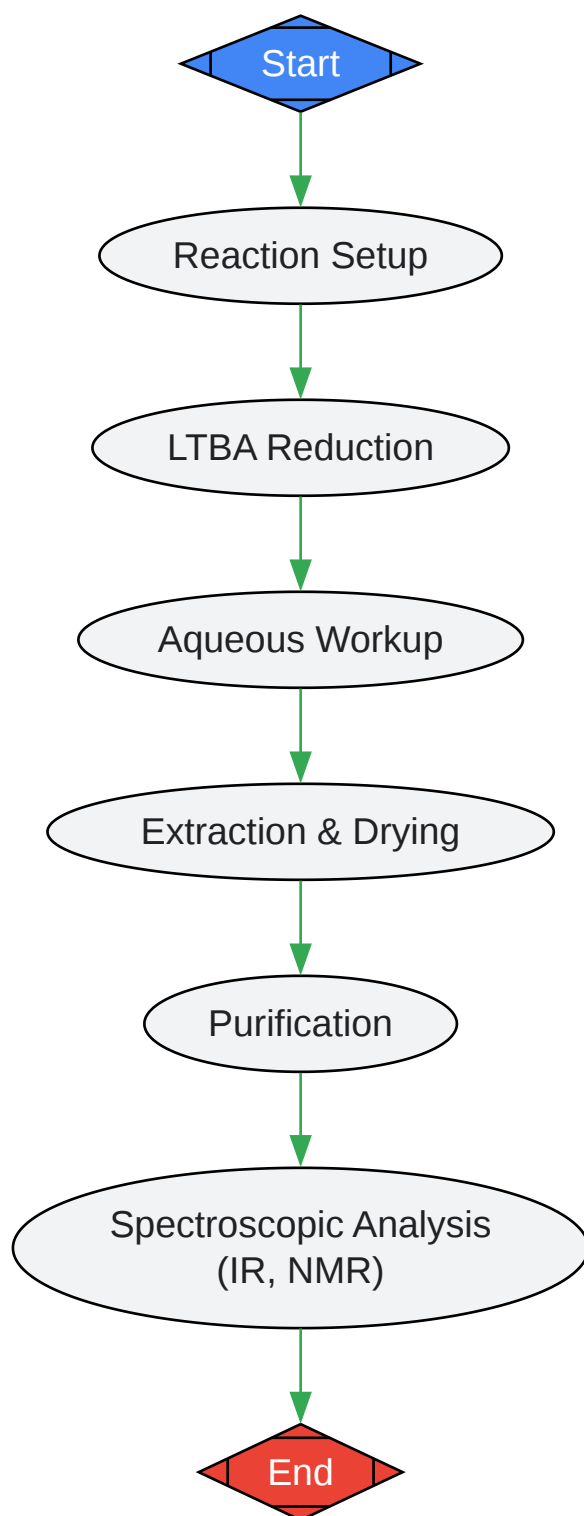 Start
Reaction Setup
LTBA Reduction
Aqueous Workup
Extraction & Drying
Purification
Spectroscopic Analysis
(IR, NMR)
End